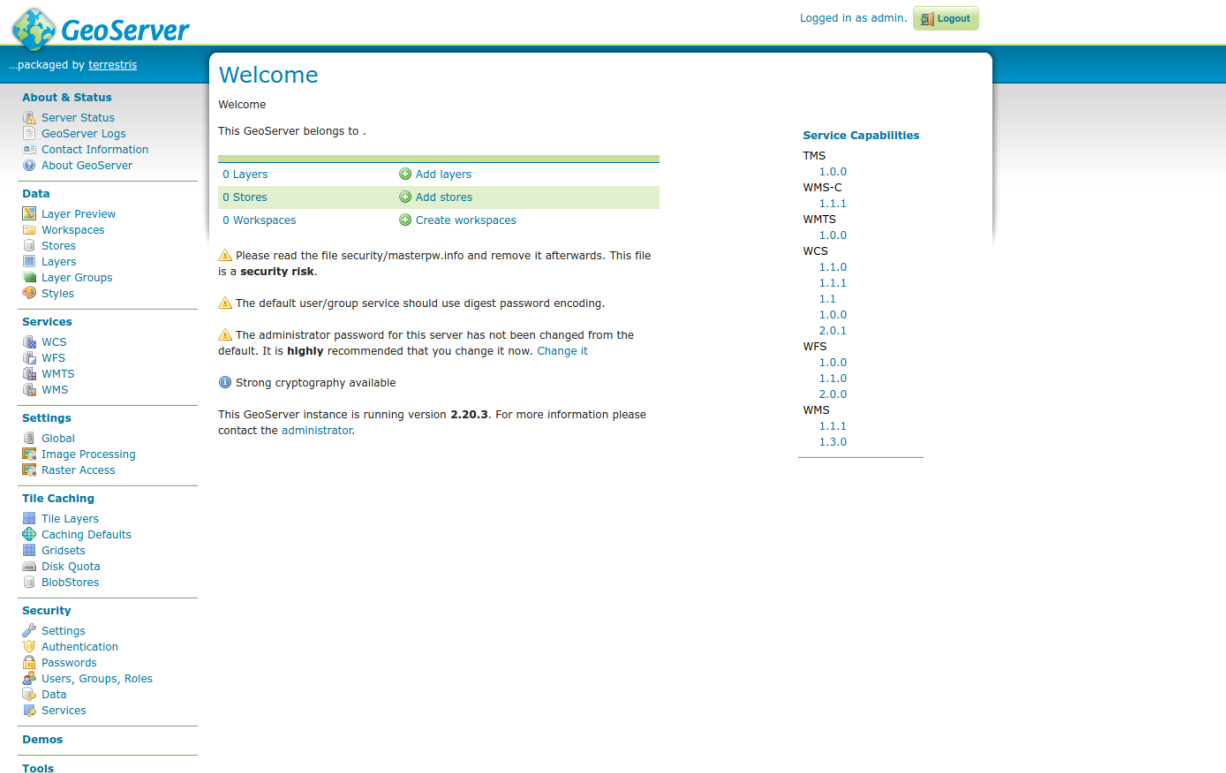 GeoServer
Logged in as admin. Logout
...packaged by terrestris
About & Status
Server Status
GeoServer Logs
Contact Information
About GeoServer
Data
Layer Preview
Workspaces
Stores
Layers
Layer Groups
Styles
Services
WCS
WFS
WMTS
WMS
Settings
Global
Image Processing
Raster Access
Tile Caching
Tile Layers
Caching Defaults
Gridsets
Disk Quota
BlobStores
Security
Settings
Authentication
Passwords
Users, Groups, Roles
Data
Services
Demos
Tools
Welcome
Welcome
This GeoServer belongs to .
0 Layers Add layers
0 Stores Add stores
0 Workspaces Create workspaces
Please read the file security/masterpw.info and remove it afterwards. This file
is a security risk.
The default user/group service should use digest password encoding.
The administrator password for this server has not been changed from the
default. It is highly recommended that you change it now. Change it
Strong cryptography available
This GeoServer instance is running version 2.20.3. For more information please
contact the administrator.
Service Capabilities
TMS
1.0.0
WMS-C
1.1.1
WMTS
1.0.0
WCS
1.1.0
1.1.1
1.1
1.0.0
2.0.1
WFS
1.0.0
1.1.0
2.0.0
WMS
1.1.1
1.3.0